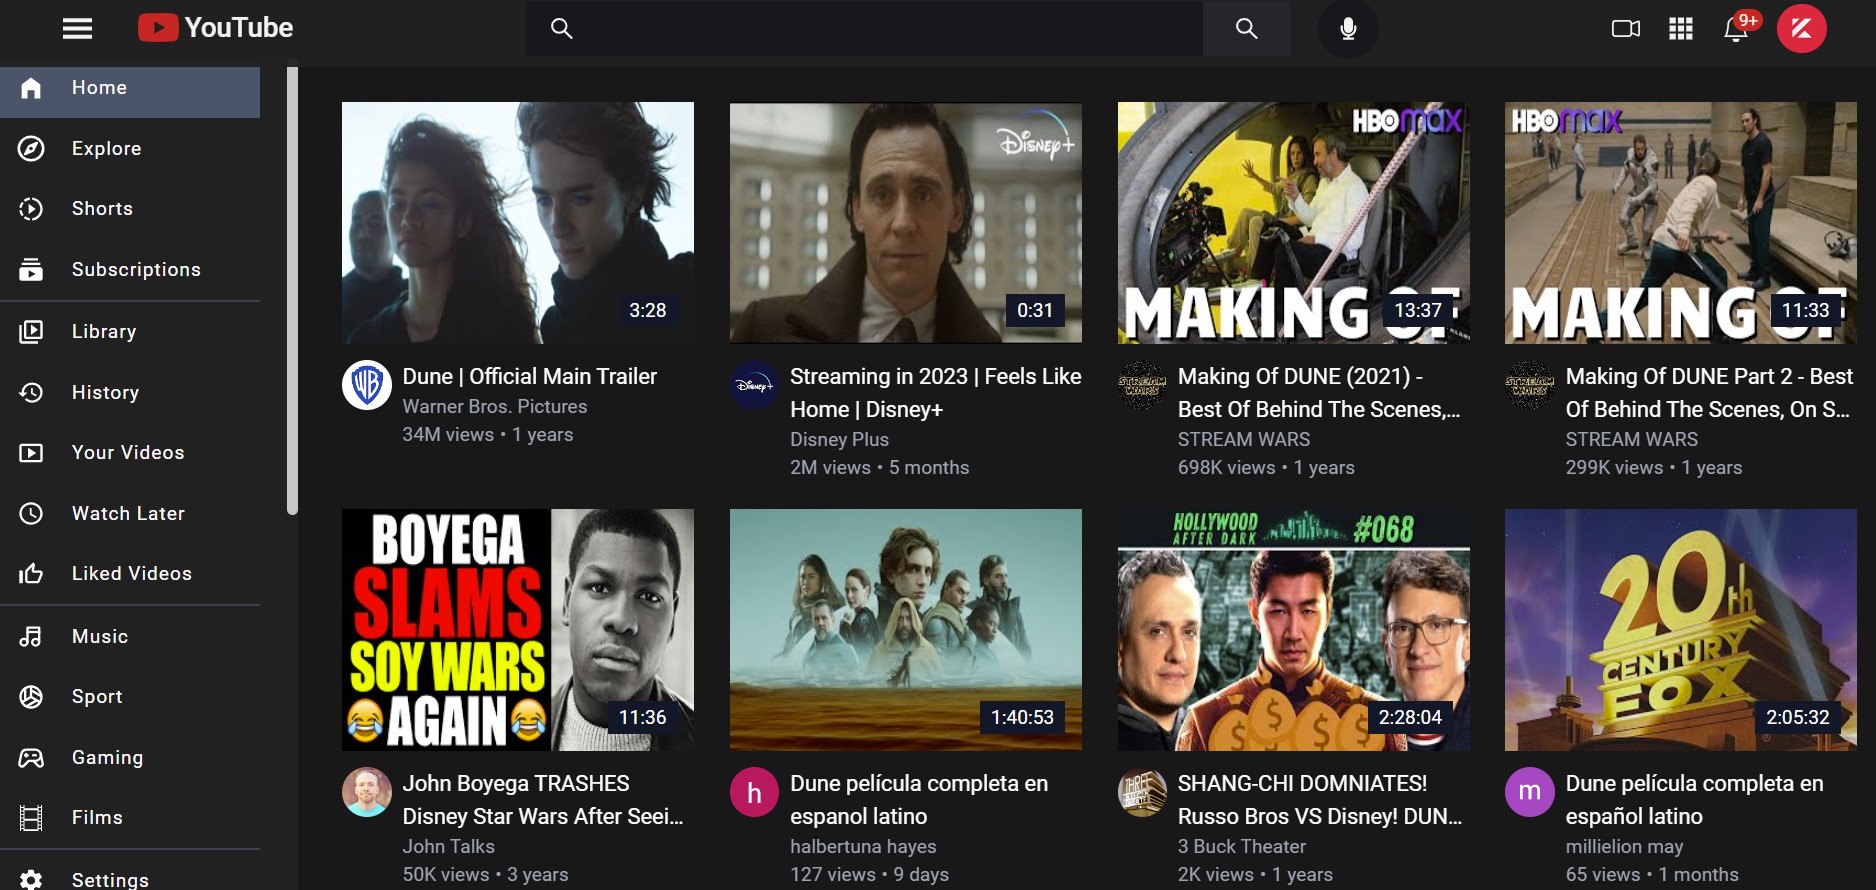 YouTube
9+
Home
Explore
Shorts
Subscriptions
Library
History
Your Videos
Watch Later
Liked Videos
Music
Sport
Gaming
Films
Settings
3:28
Dune | Official Main Trailer
Warner Bros. Pictures
34M views • 1 years
Disney+
0:31
Disney+
Streaming in 2023 | Feels Like
Home | Disney+
Disney Plus
2M views • 5 months
HBOmax
MAKING OF
13:37
STREAM
WARS
Making Of DUNE (2021) -
Best Of Behind The Scenes,...
STREAM WARS
698K views • 1 years
HBOmax
MAKING OF
11:33
STREAM
WARS
Making Of DUNE Part 2 - Best
Of Behind The Scenes, On S...
STREAM WARS
299K views • 1 years
BOYEGA
SLAMS
SOY WARS
AGAIN
11:36
John Boyega TRASHES
Disney Star Wars After Seei...
John Talks
50K views • 3 years
1:40:53
h
Dune película completa en
espanol latino
halbertuna hayes
127 views • 9 days
HOLLYWOOD
AFTER DARK
#068
2:28:04
THREE
SHANG-CHI DOMNIATES!
Russo Bros VS Disney! DUN...
3 Buck Theater
2K views • 1 years
20th
CENTURY
FOX
2:05:32
m
Dune película completa en
español latino
millielion may
65 views • 1 months